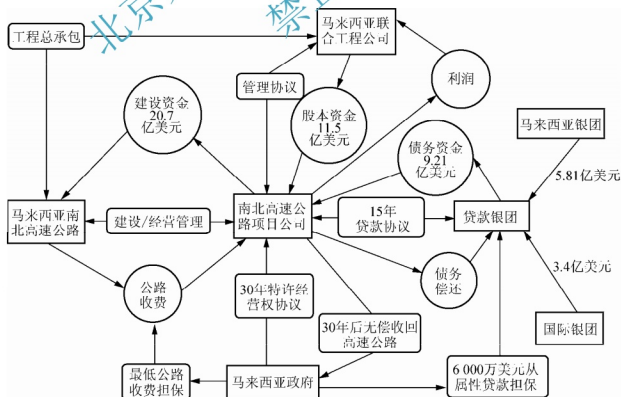 北京
禁
工程总承包
马来西亚联
合工程公司
管理协议
利润
建设资金
20.7
亿美元
股本资金
11.5
亿美元
债务资金
9.21
亿美元
马来西亚银团
5.81亿美元
马来西亚南
北高速公路
建设/经营管理
南北高速公
路项目公司
15年
贷款协议
贷款银团
公路
收费
30年特许经
营权协议
30年后无偿收回
高速公路
债务
偿还
3.4亿美元
国际银团
最低公路
收费担保
马来西亚政府
6 000万美元从
属性贷款担保